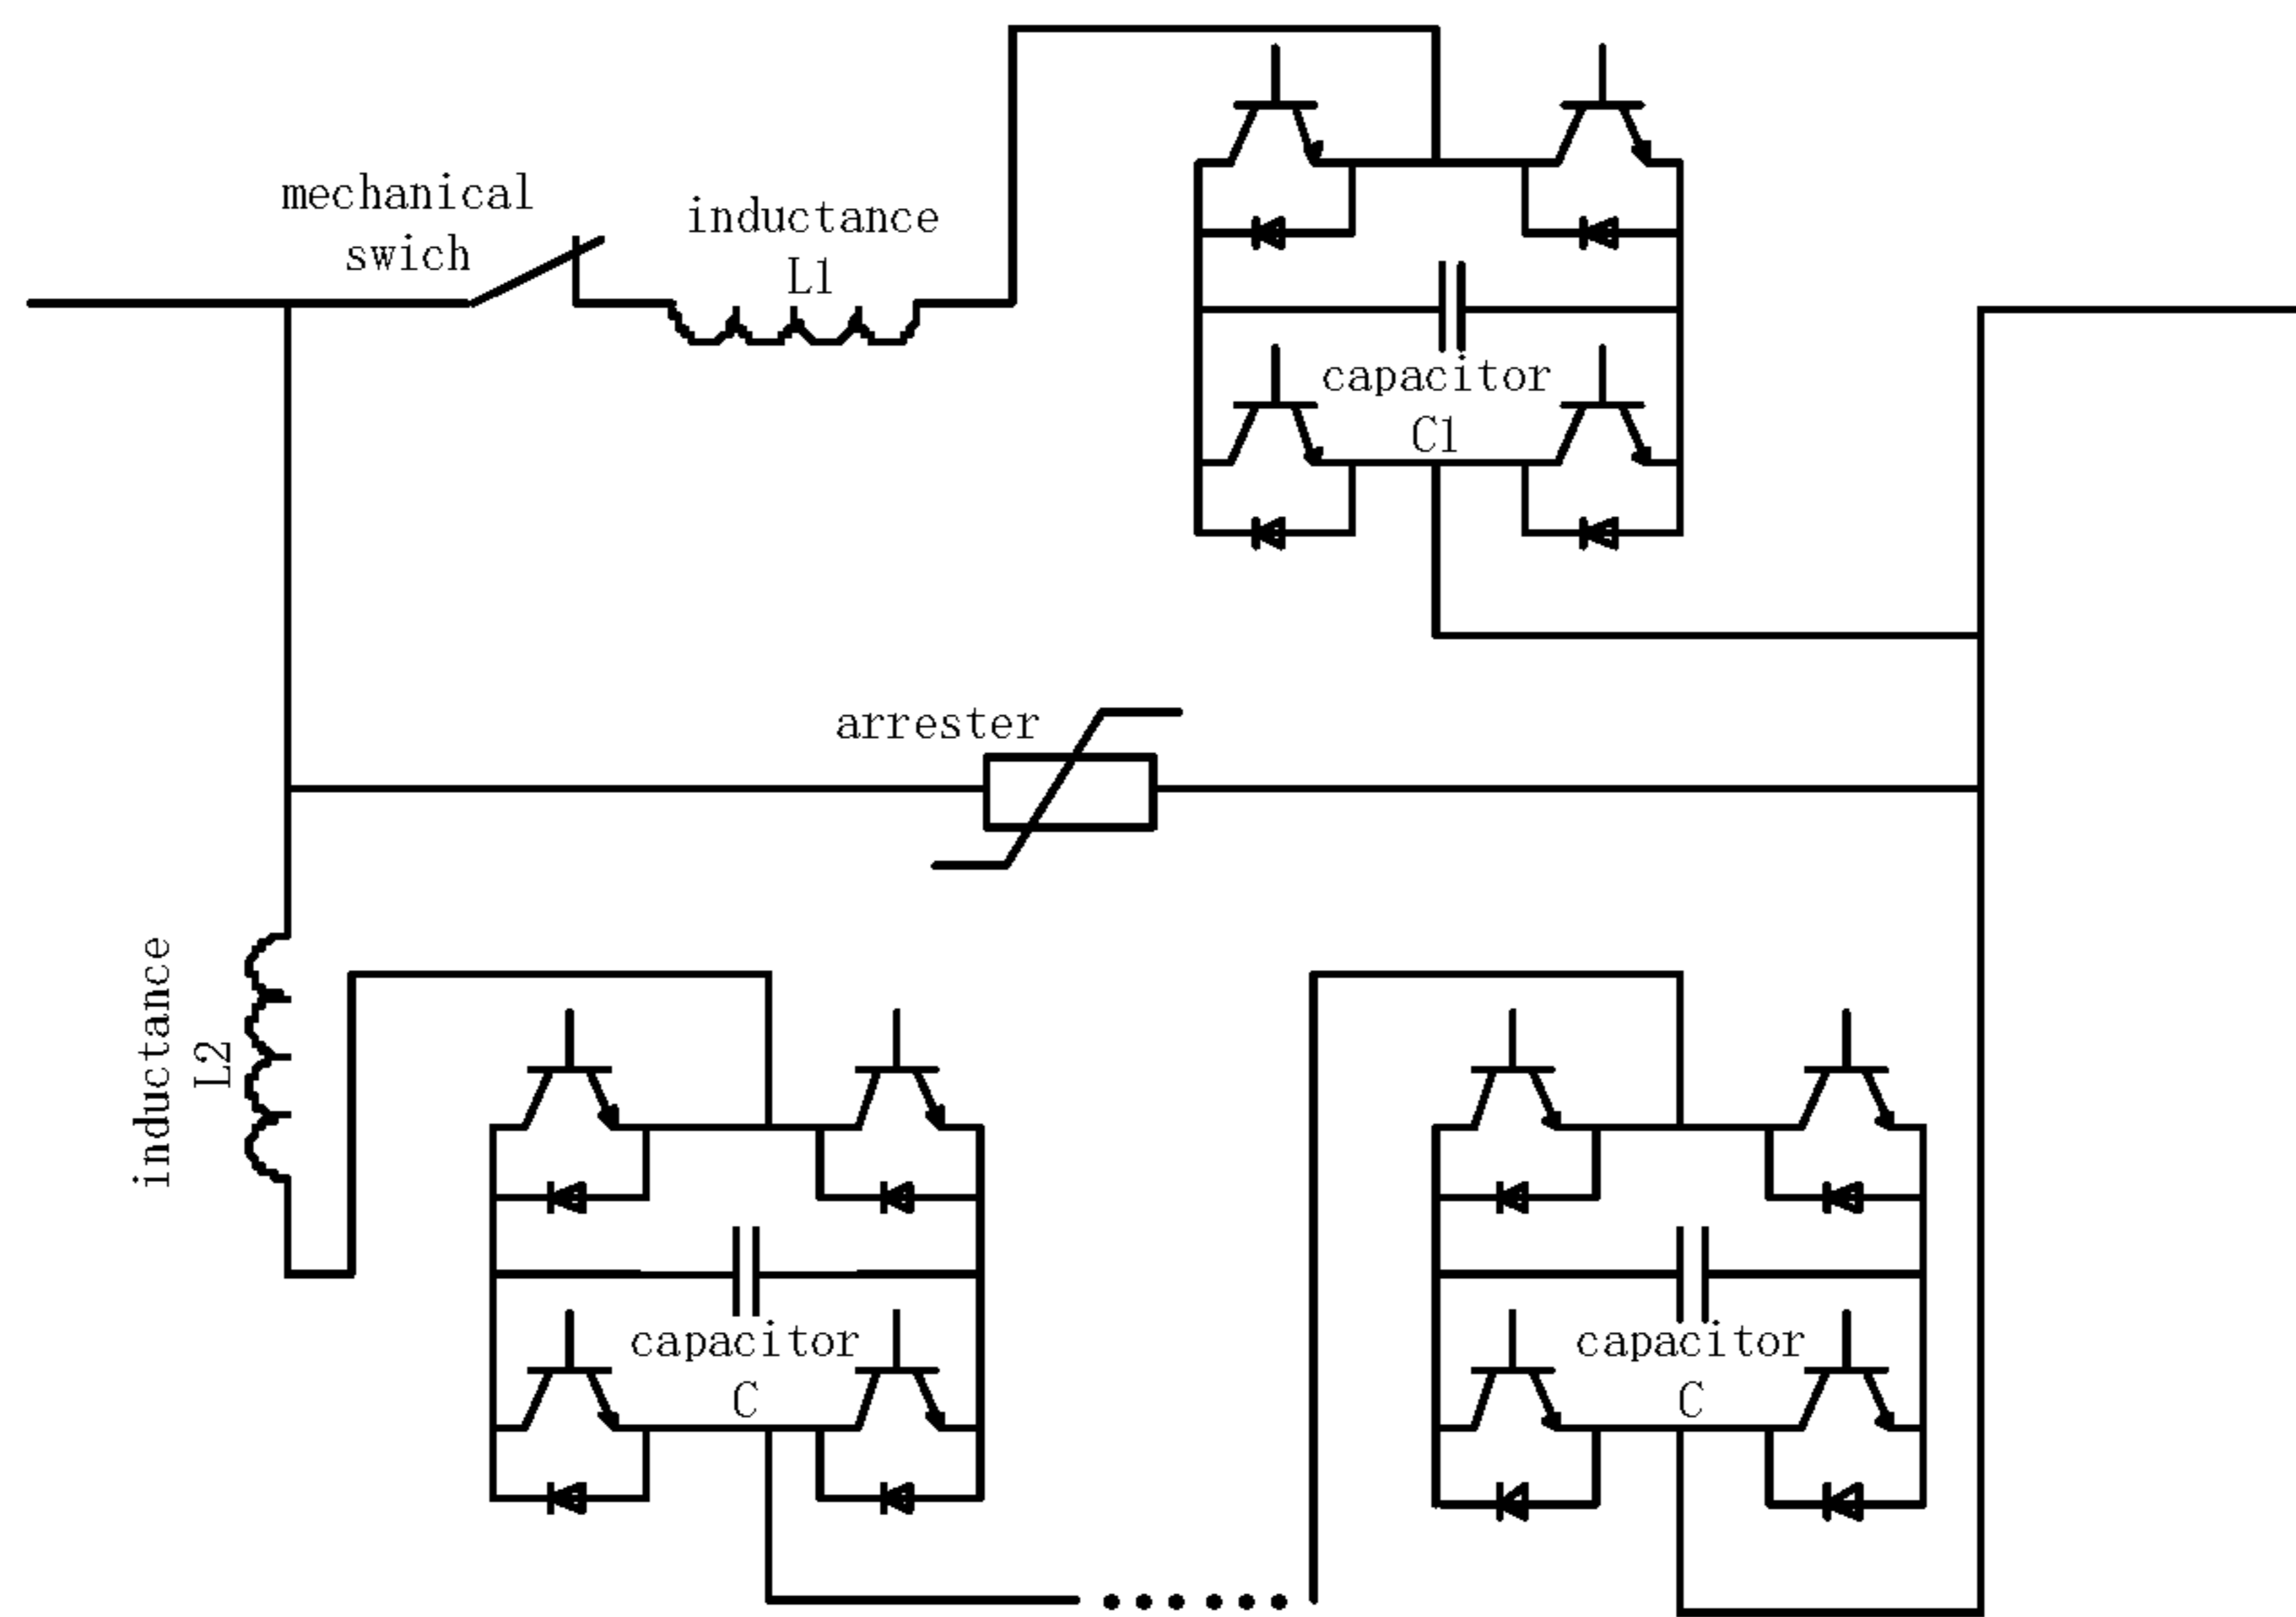 mechanical
swich
inductance
L1
capacitor
C1
arrester
inductance
L2
capacitor
C
capacitor
C